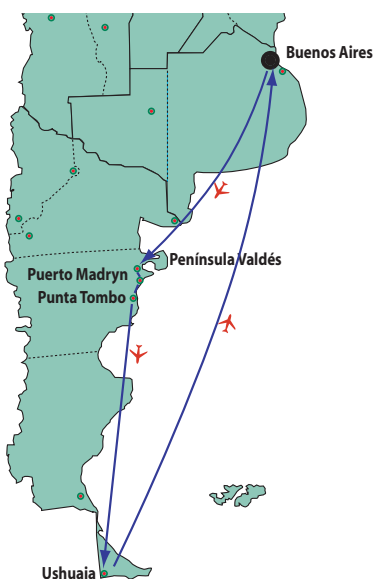 Buenos Aires
Península Valdés
Puerto Madryn
Punta Tombo
Ushuaia